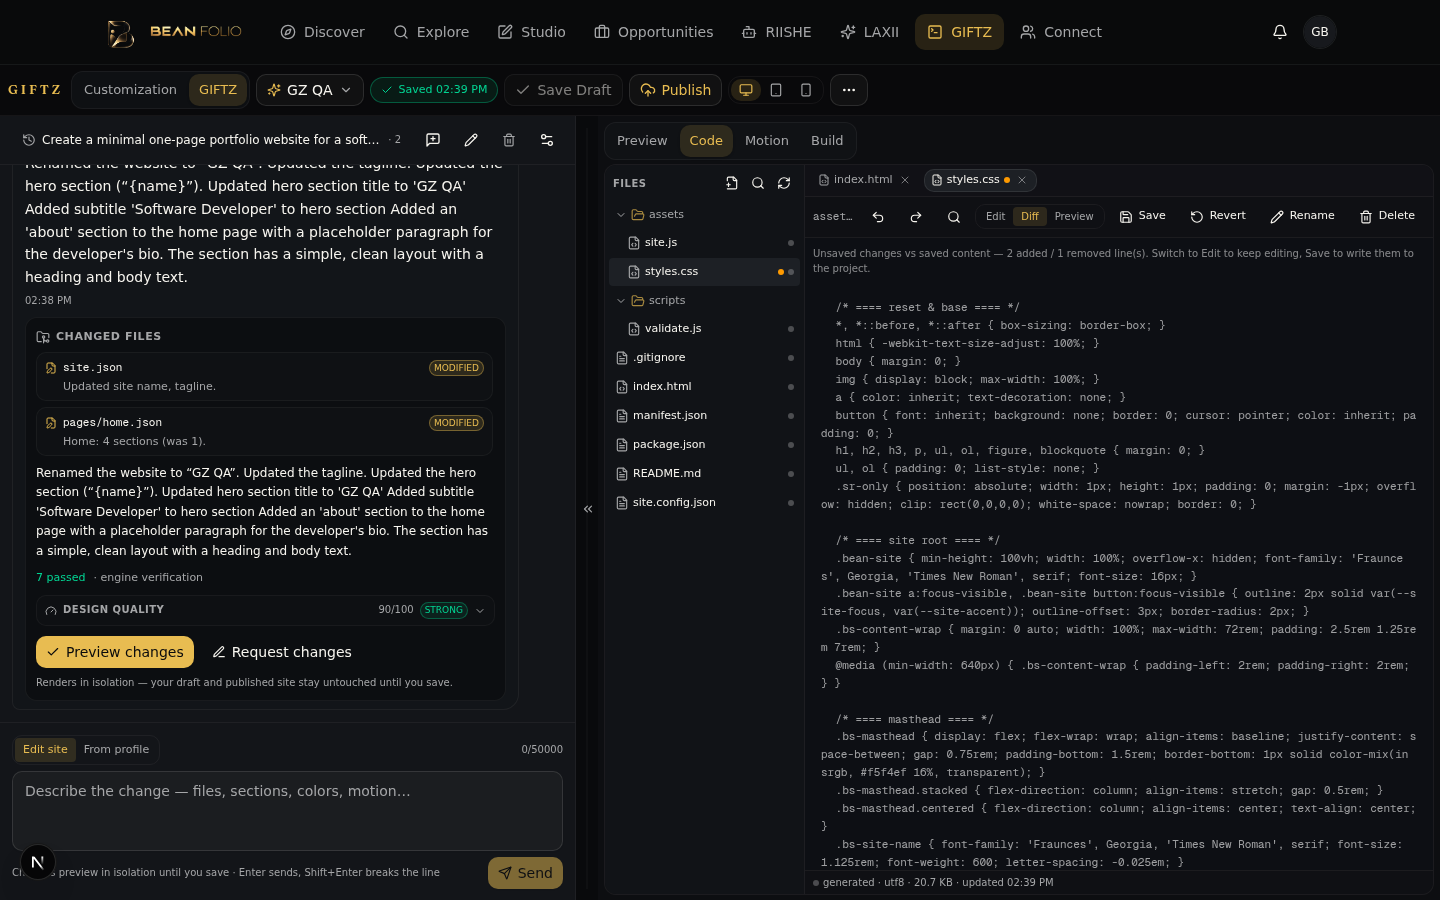 BEAN FOLIO
Discover
Explore
Studio
Opportunities
RIISHE
LAXII
GIFTZ
Connect
GB
GIFTZ
Customization
GIFTZ
GZ QA
Saved 02:39 PM
Save Draft
Publish
Create a minimal one-page portfolio website for a soft... · 2
Renamed the website to “GZ QA”. Updated the tagline. Updated the
hero section (“{name}”). Updated hero section title to 'GZ QA'
Added subtitle 'Software Developer' to hero section Added an
'about' section to the home page with a placeholder paragraph for
the developer's bio. The section has a simple, clean layout with a
heading and body text.
02:38 PM
CHANGED FILES
site.json
MODIFIED
Updated site name, tagline.
pages/home.json
MODIFIED
Home: 4 sections (was 1).
Renamed the website to “GZ QA”. Updated the tagline. Updated the hero
section (“{name}”). Updated hero section title to 'GZ QA' Added subtitle
'Software Developer' to hero section Added an 'about' section to the home
page with a placeholder paragraph for the developer's bio. The section has
a simple, clean layout with a heading and body text.
7 passed · engine verification
DESIGN QUALITY
90/100
STRONG
Preview changes
Request changes
Renders in isolation — your draft and published site stay untouched until you save.
Edit site
From profile
0/50000
Describe the change — files, sections, colors, motion...
N
preview in isolation until you save · Enter sends, Shift+Enter breaks the line
Send
Preview
Code
Motion
Build
FILES
assets
site.js
styles.css
scripts
validate.js
.gitignore
index.html
manifest.json
package.json
README.md
site.config.json
index.html
styles.css
asset...
Edit
Diff
Preview
Save
Revert
Rename
Delete
Unsaved changes vs saved content — 2 added / 1 removed line(s). Switch to Edit to keep editing, Save to write them to
the project.
/* ==== reset & base ==== */
*, *::before, *::after { box-sizing: border-box; }
html { -webkit-text-size-adjust: 100%; }
body { margin: 0; }
img { display: block; max-width: 100%; }
a { color: inherit; text-decoration: none; }
button { font: inherit; background: none; border: 0; cursor: pointer; color: inherit; pa
dding: 0; }
h1, h2, h3, p, ul, ol, figure, blockquote { margin: 0; }
ul, ol { padding: 0; list-style: none; }
.sr-only { position: absolute; width: 1px; height: 1px; padding: 0; margin: -1px; overfl
ow: hidden; clip: rect(0,0,0,0); white-space: nowrap; border: 0; }
/* ==== site root ==== */
.bean-site { min-height: 100vh; width: 100%; overflow-x: hidden; font-family: 'Fraunce
s', Georgia, 'Times New Roman', serif; font-size: 16px; }
.bean-site a:focus-visible, .bean-site button:focus-visible { outline: 2px solid var(--s
ite-focus, var(--site-accent)); outline-offset: 3px; border-radius: 2px; }
.bs-content-wrap { margin: 0 auto; width: 100%; max-width: 72rem; padding: 2.5rem 1.25re
m 7rem; }
@media (min-width: 640px) { .bs-content-wrap { padding-left: 2rem; padding-right: 2rem;
} }
/* ==== masthead ==== */
.bs-masthead { display: flex; flex-wrap: wrap; align-items: baseline; justify-content: s
pace-between; gap: 0.75rem; padding-bottom: 1.5rem; border-bottom: 1px solid color-mix(in
srgb, #f5f4ef 16%, transparent); }
.bs-masthead.stacked { flex-direction: column; align-items: stretch; gap: 0.5rem; }
.bs-masthead.centered { flex-direction: column; align-items: center; text-align: center;
}
.bs-site-name { font-family: 'Fraunces', Georgia, 'Times New Roman', serif; font-size:
1.125rem; font-weight: 600; letter-spacing: -0.025em; }
generated · utf8 · 20.7 KB · updated 02:39 PM